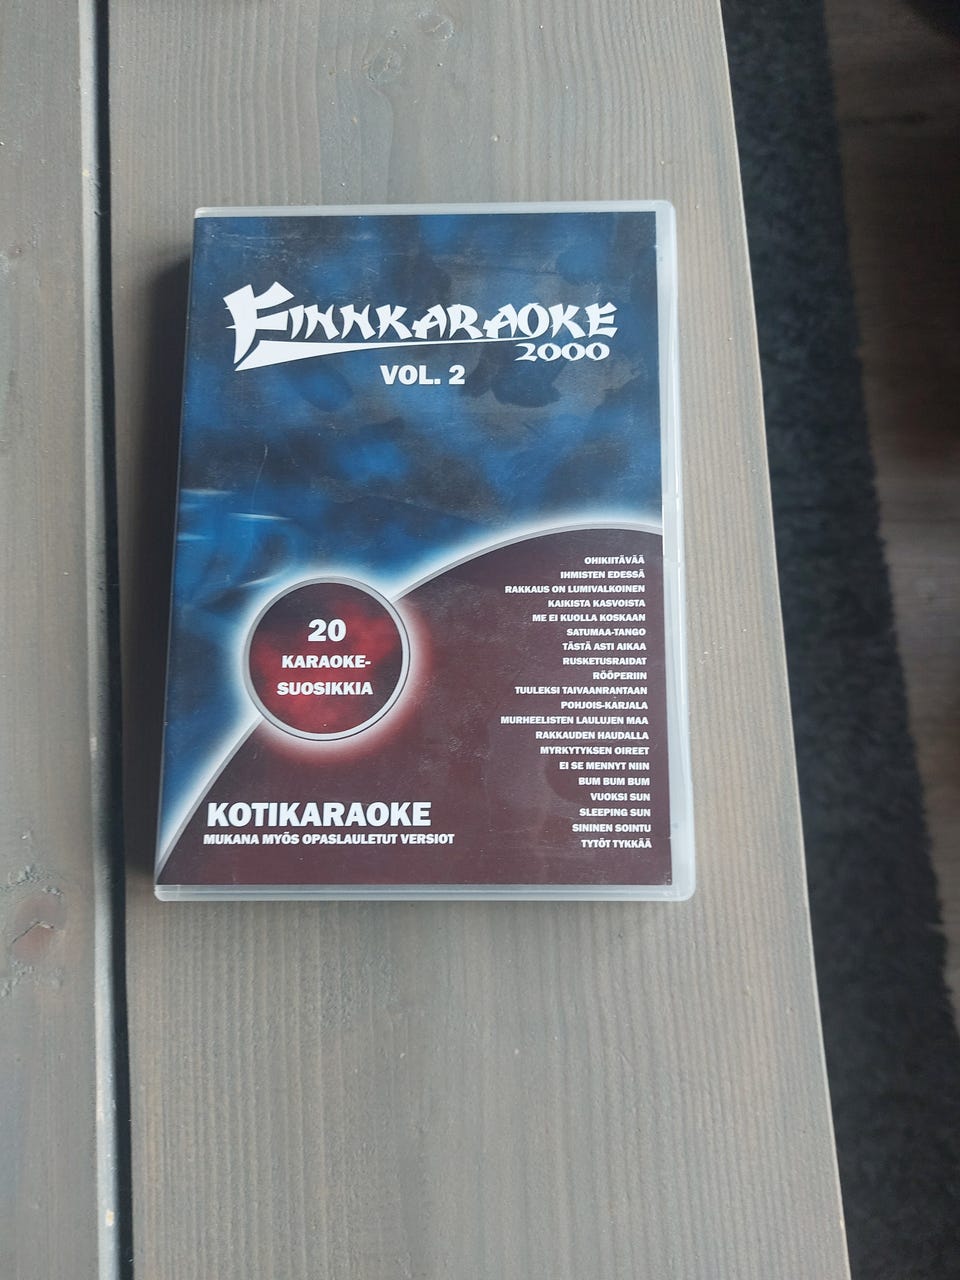 FINNKARAOKE
2000
VOL. 2
OHIKIITÄVÄÄ
IHMISTEN EDESSÄ
RAKKAUS ON LUMIVALKOINEN
KAIKISTA KASVOISTA
ME EI KUOLLA KOSKAAN
SATUMAA-TANGO
TÄSTÄ ASTI AIKAA
RUSKETUSRAIDAT
RÖÖPERIIN
TUULEKSI TAIVAANRANTAAN
POHJOIS-KARJALA
MURHEELISTEN LAULUJEN MAA
RAKKAUDEN HAUDALLA
MYRKYTYKSEN OIREET
EI SE MENNYT NIIN
BUM BUM BUM
VUOKSI SUN
SLEEPING SUN
SININEN SOINTU
TYTÖT TYKKÄÄ
20
KARAOKE-
SUOSIKKIA
KOTIKARAOKE
MUKANA MYÖS OPASLAULETUT VERSIOT